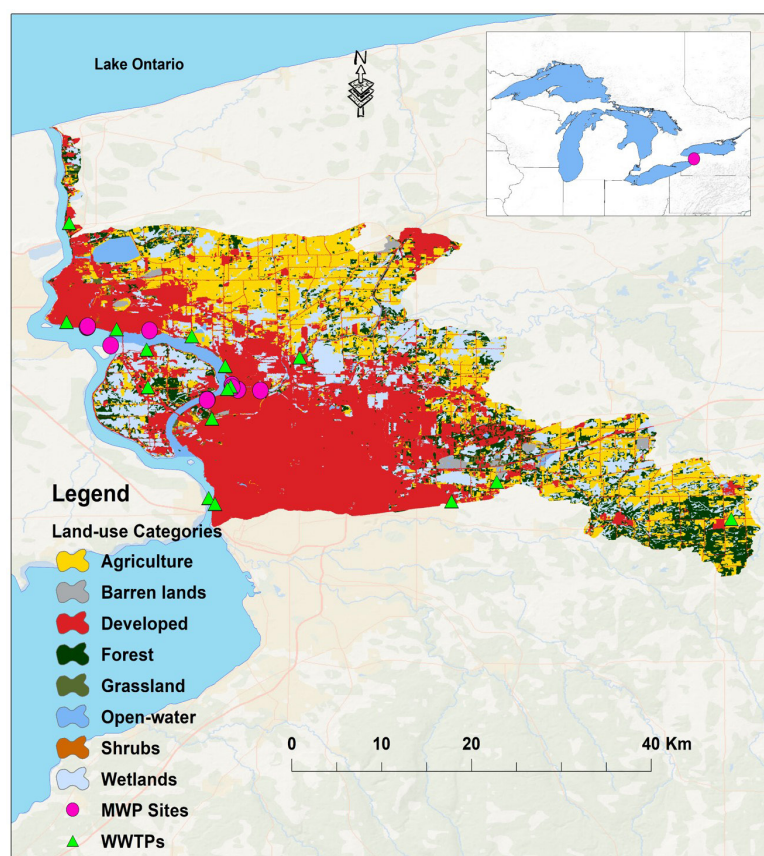 Lake Ontario
N
Legend
Land-use Categories
Agriculture
Barren lands
Developed
Forest
Grassland
Open-water
Shrubs
Wetlands
MWP Sites
WWTPs
0 10 20 40 Km